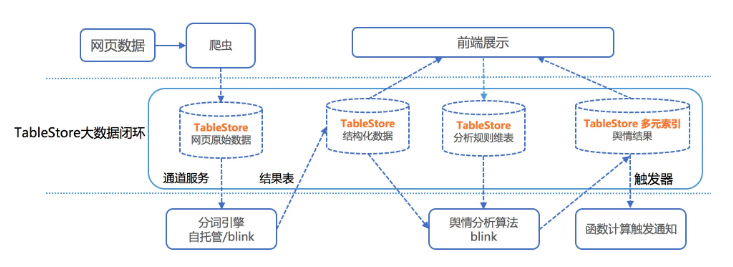 网页数据
爬虫
前端展示
TableStore大数据闭环
TableStore
网页原始数据
TableStore
结构化数据
TableStore
分析规则维表
TableStore 多元索引
舆情结果
通道服务
结果表
触发器
分词引擎
自托管/blink
舆情分析算法
blink
函数计算触发通知